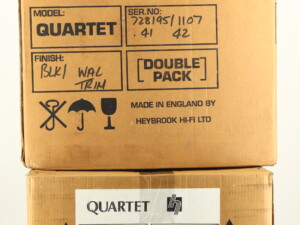 MODEL:
QUARTET
SER.NO:
728195/1107
.41 42
FINISH:
BLK/ WAL
TRIM
[DOUBLE
PACK]
MADE IN ENGLAND BY
HEYBROOK HI-FI LTD
QUARTET